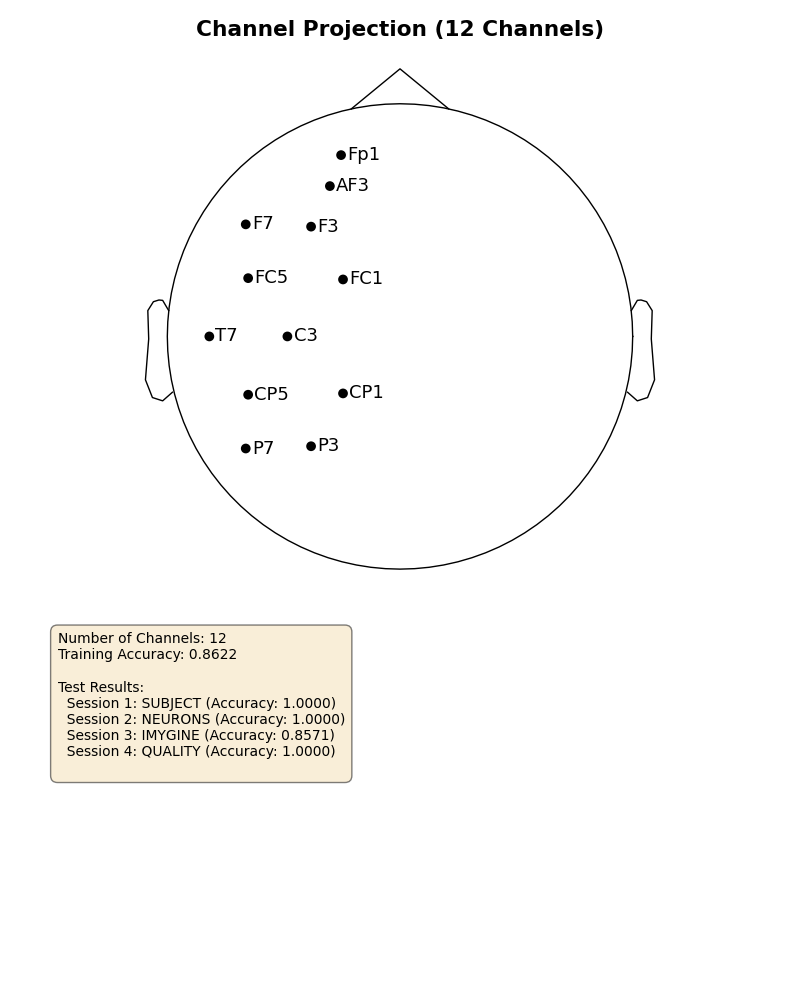 Channel Projection (12 Channels)
Fp1
AF3
F7 F3
FC5 FC1
T7 C3
CP5 CP1
P7 P3
Number of Channels: 12
Training Accuracy: 0.8622
Test Results:
Session 1: SUBJECT (Accuracy: 1.0000)
Session 2: NEURONS (Accuracy: 1.0000)
Session 3: IMYGINE (Accuracy: 0.8571)
Session 4: QUALITY (Accuracy: 1.0000)